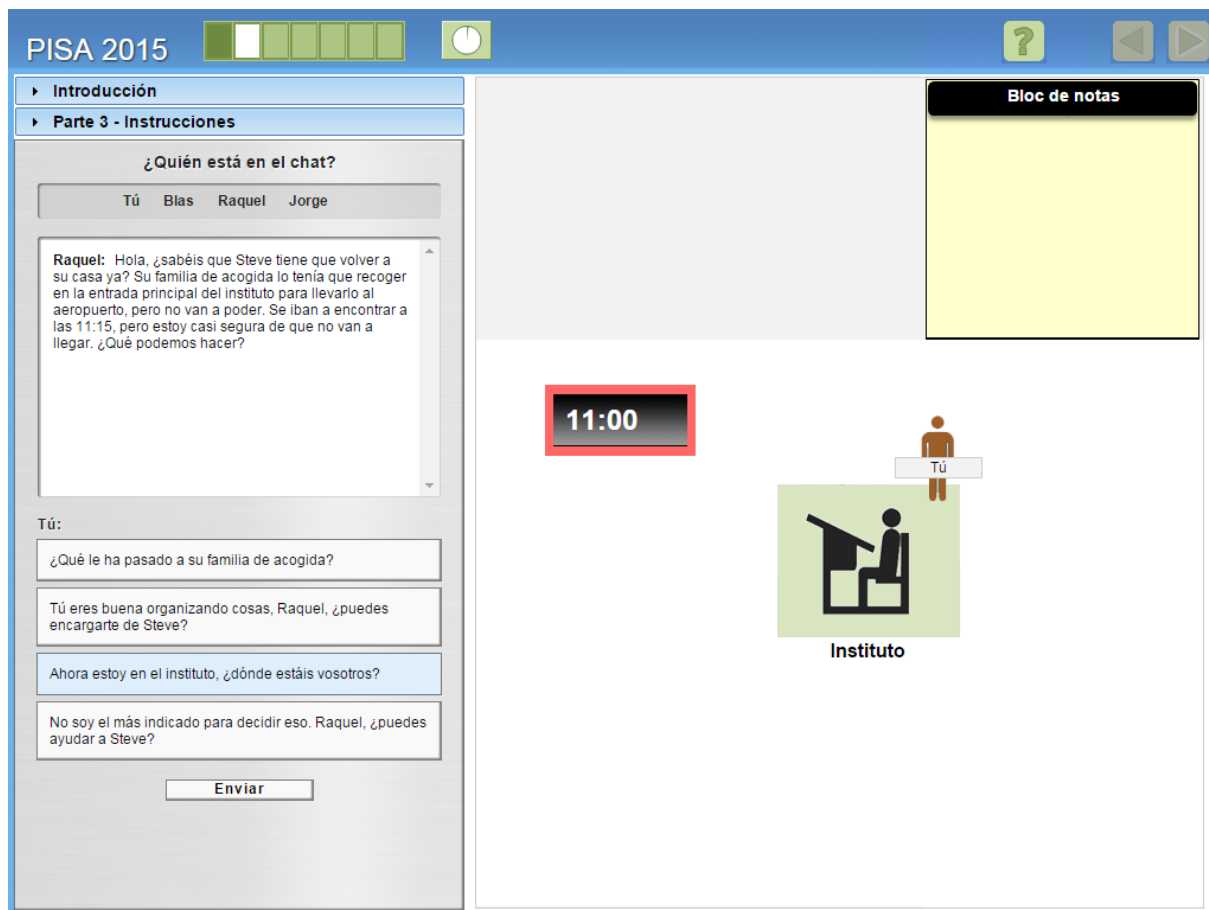 PISA 2015
?
Introducción
Parte 3 - Instrucciones
¿Quién está en el chat?
Tú Blas Raquel Jorge
Raquel: Hola, ¿sabéis que Steve tiene que volver a
su casa ya? Su familia de acogida lo tenía que recoger
en la entrada principal del instituto para llevarlo al
aeropuerto, pero no van a poder. Se iban a encontrar a
las 11:15, pero estoy casi segura de que no van a
llegar. ¿Qué podemos hacer?
Tú:
¿Qué le ha pasado a su familia de acogida?
Tú eres buena organizando cosas, Raquel, ¿puedes
encargarte de Steve?
Ahora estoy en el instituto, ¿dónde estáis vosotros?
No soy el más indicado para decidir eso. Raquel, ¿puedes
ayudar a Steve?
Enviar
Bloc de notas
11:00
Tú
Instituto